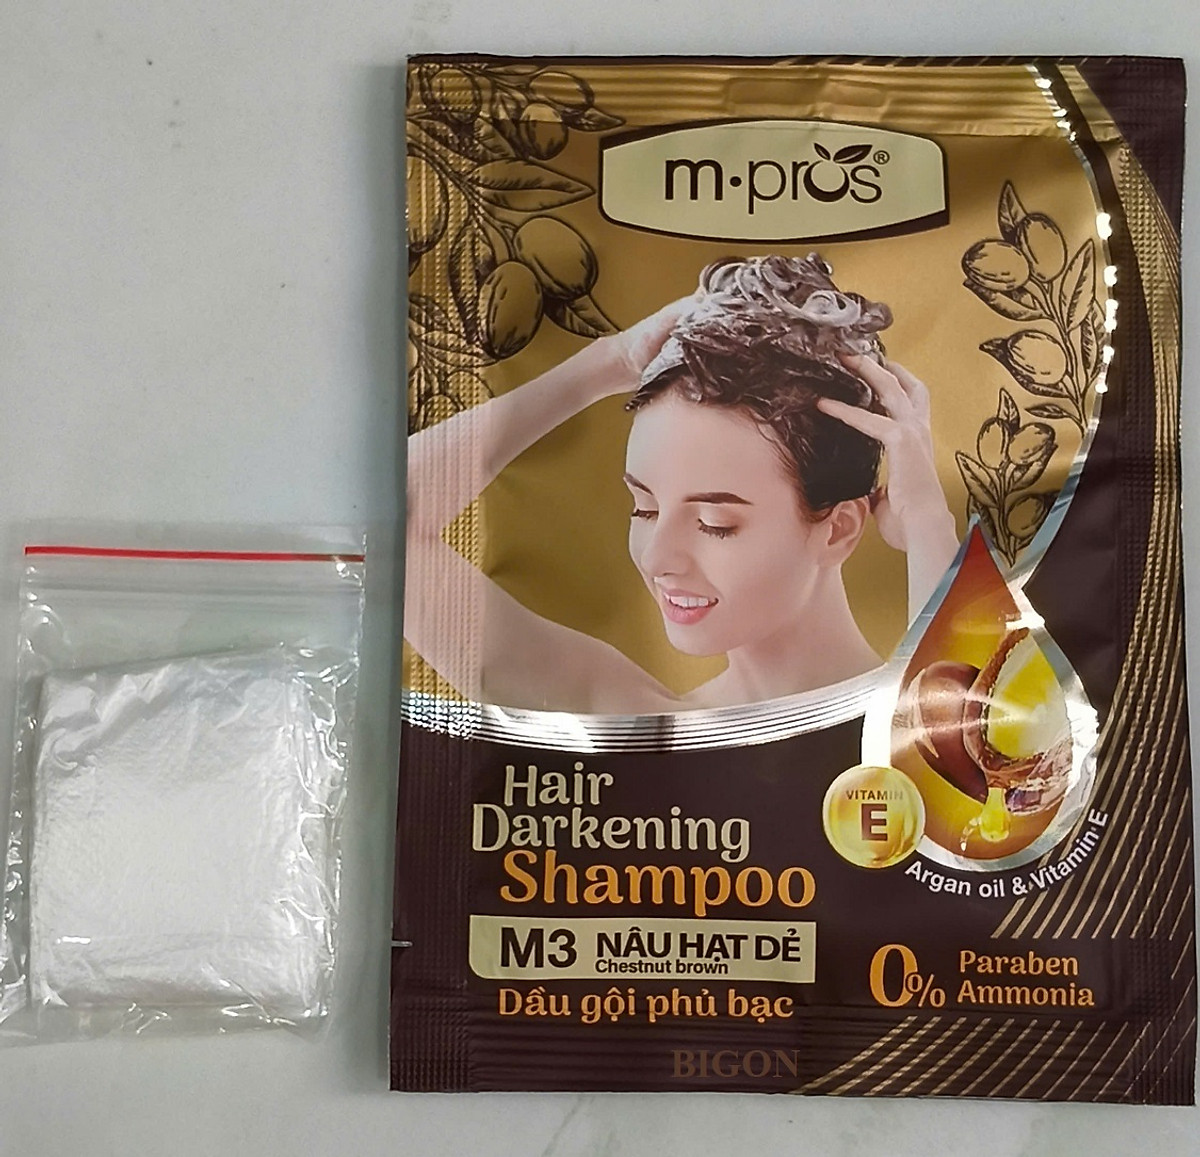 m·pros®
VITAMIN
E
Argan oil & Vitamin E
Hair
Darkening
Shampoo
M3 NÂU HẠT DẺ
Chestnut brown
Dầu gội phủ bạc
0% Paraben
Ammonia
BIGON